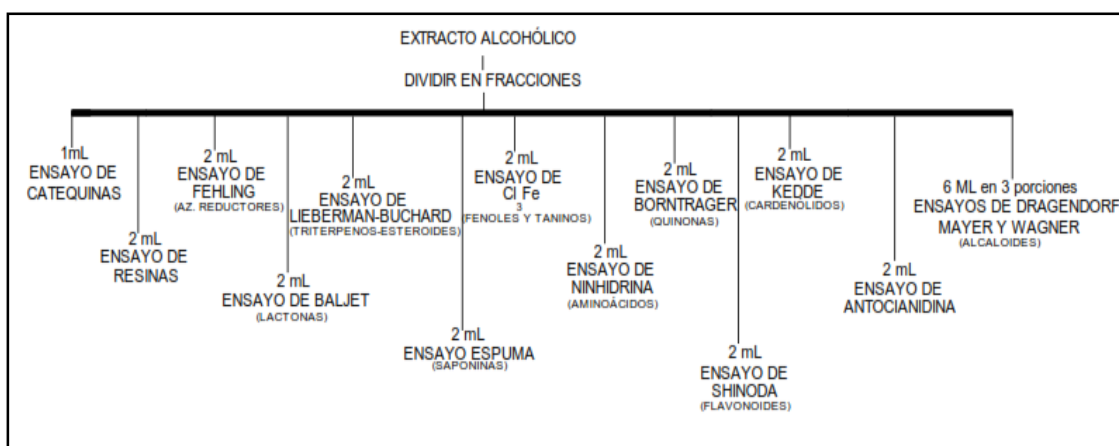 EXTRACTO ALCOHÓLICO
DIVIDIR EN FRACCIONES
1mL
ENSAYO DE
CATEQUINAS
2 mL
ENSAYO DE
RESINAS
2 mL
ENSAYO DE
FEHLING
(AZ. REDUCTORES)
2 mL
ENSAYO DE BALJET
(LACTONAS)
2 mL
ENSAYO DE
LIEBERMAN-BUCHARD
(TRITERPENOS-ESTEROIDES)
2 mL
ENSAYO ESPUMA
(SAPONINAS)
2 mL
ENSAYO DE
Cl Fe
3
(FENOLES Y TANINOS)
2 mL
ENSAYO DE
NINHIDRINA
(AMINOÁCIDOS)
2 mL
ENSAYO DE
BORNTRAGER
(QUINONAS)
2 mL
ENSAYO DE
SHINODA
(FLAVONOIDES)
2 mL
ENSAYO DE
KEDDE
(CARDENÓLIDOS)
2 mL
ENSAYO DE
ANTOCIANIDINA
6 ML en 3 porciones
ENSAYOS DE DRAGENDORF
MAYER Y WAGNER
(ALCALOIDES)